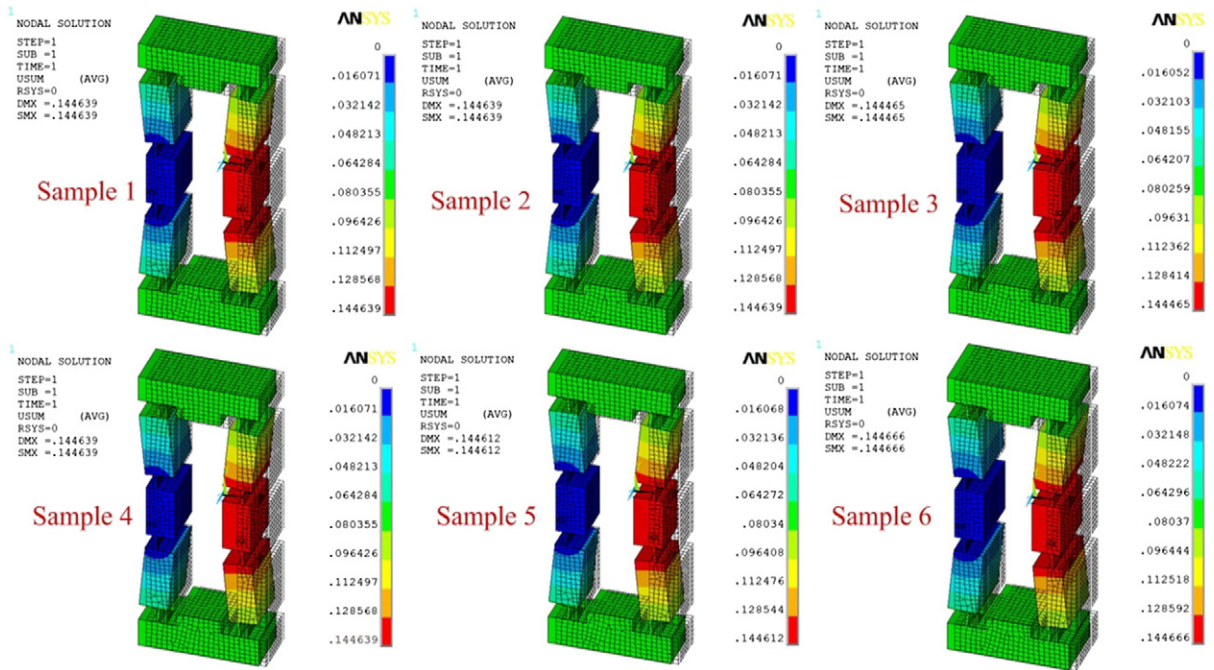 1
NODAL SOLUTION
STEP=1
SUB =1
TIME=1
USUM (AVG)
RSYS=0
DMX =.144639
SMX =.144639
Sample 1
ANSYS
0
.016071
.032142
.048213
.064284
.080355
.096426
.112497
.128568
.144639
1
NODAL SOLUTION
STEP=1
SUB =1
TIME=1
USUM (AVG)
RSYS=0
DMX =.144639
SMX =.144639
Sample 2
ANSYS
0
.016071
.032142
.048213
.064284
.080355
.096426
.112497
.128568
.144639
1
NODAL SOLUTION
STEP=1
SUB =1
TIME=1
USUM (AVG)
RSYS=0
DMX =.144465
SMX =.144465
Sample 3
ANSYS
0
.016052
.032103
.048155
.064207
.080259
.09631
.112362
.128414
.144465
1
NODAL SOLUTION
STEP=1
SUB =1
TIME=1
USUM (AVG)
RSYS=0
DMX =.144639
SMX =.144639
Sample 4
ANSYS
0
.016071
.032142
.048213
.064284
.080355
.096426
.112497
.128568
.144639
1
NODAL SOLUTION
STEP=1
SUB =1
TIME=1
USUM (AVG)
RSYS=0
DMX =.144612
SMX =.144612
Sample 5
ANSYS
0
.016068
.032136
.048204
.064272
.08034
.096408
.112476
.128544
.144612
1
NODAL SOLUTION
STEP=1
SUB =1
TIME=1
USUM (AVG)
RSYS=0
DMX =.144666
SMX =.144666
Sample 6
ANSYS
0
.016074
.032148
.048222
.064296
.08037
.096444
.112518
.128592
.144666